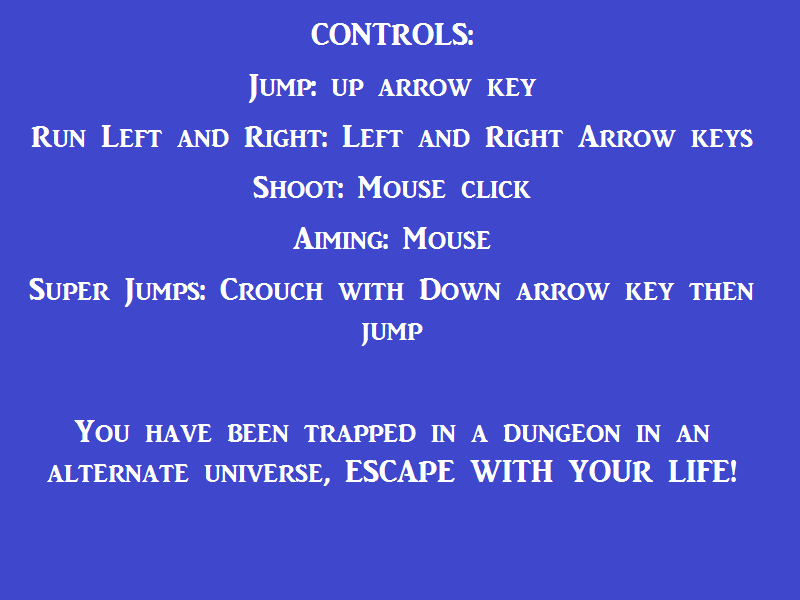 CONTROLS:
Jump: up arrow key
Run Left and Right: Left and Right Arrow keys
Shoot: Mouse click
Aiming: Mouse
Super Jumps: Crouch with Down arrow key then
jump
You have been trapped in a dungeon in an
alternate universe, ESCAPE WITH YOUR LIFE!